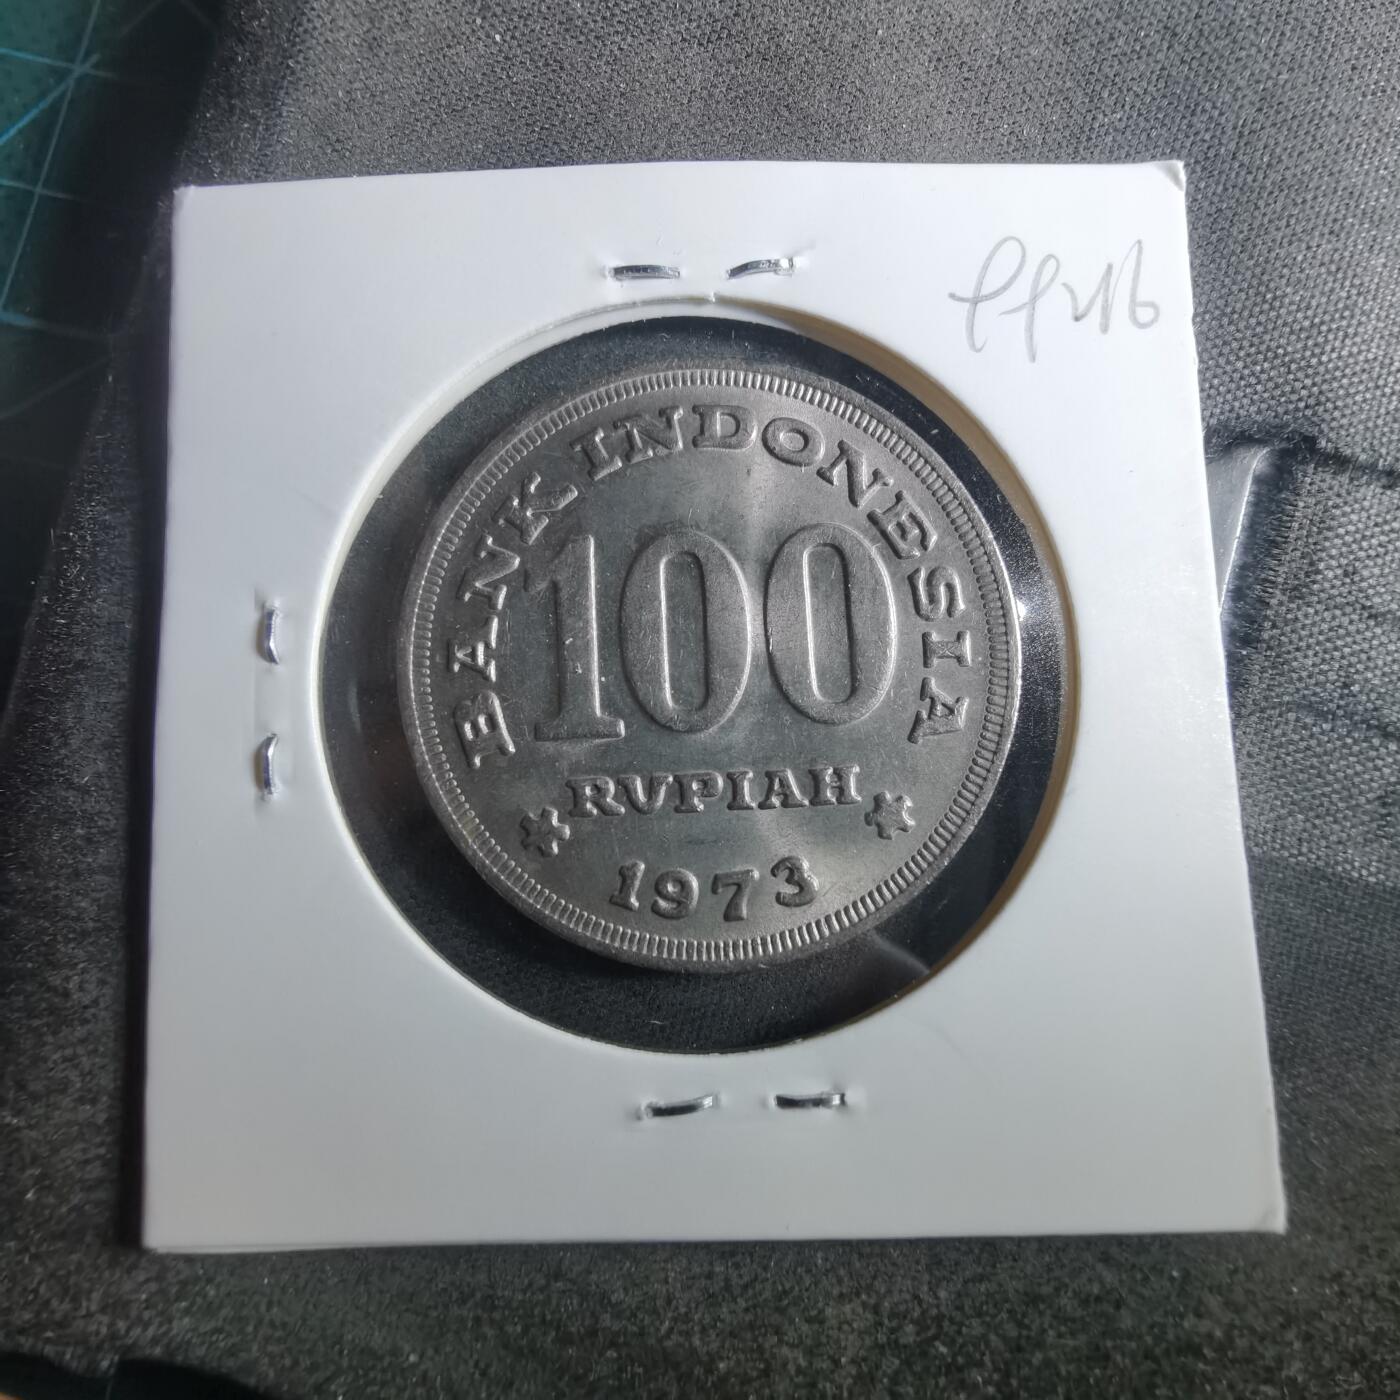 BANK INDONESIA
100
RVPIAH
1973